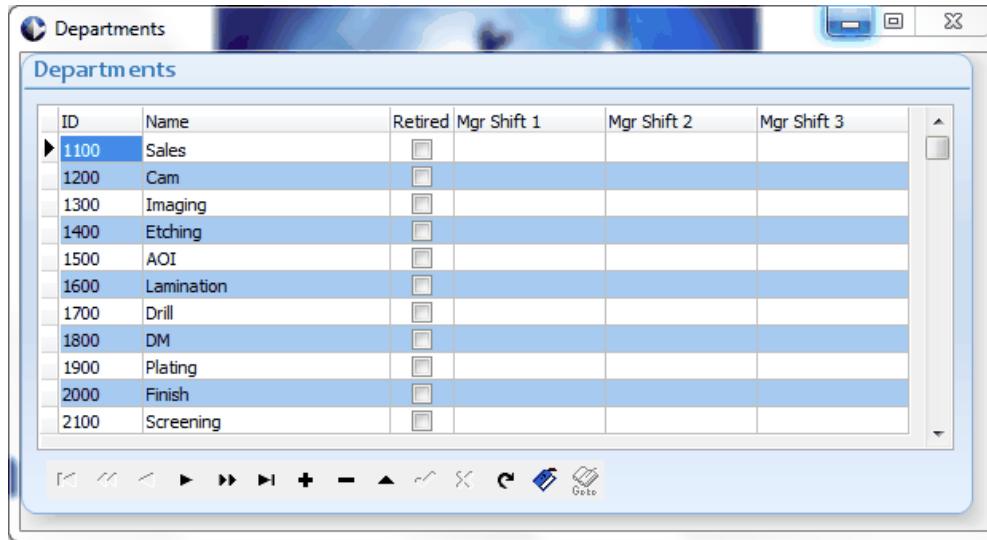 Departments
Departments
ID Name Retired Mgr Shift 1 Mgr Shift 2 Mgr Shift 3
1100 Sales
1200 Cam
1300 Imaging
1400 Etching
1500 AOI
1600 Lamination
1700 Drill
1800 DM
1900 Plating
2000 Finish
2100 Screening
Goto